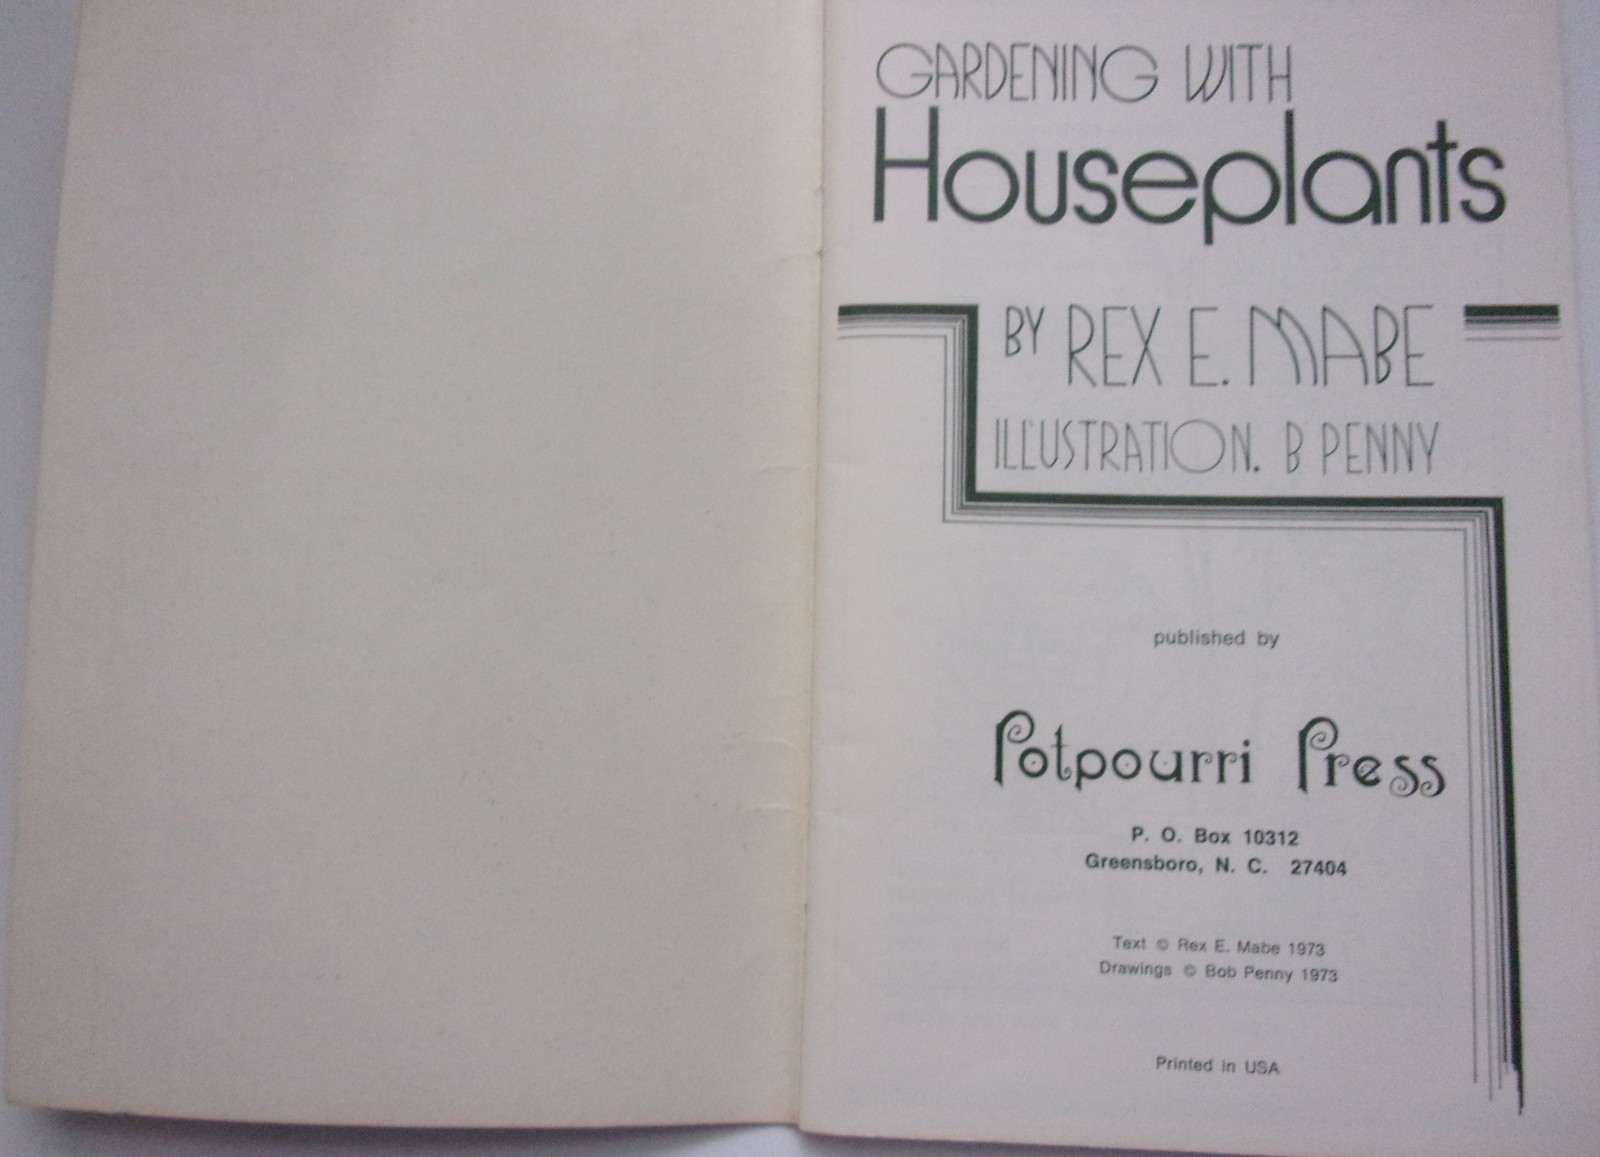 GARDENING WITH
Houseplants
BY REX E. MABE
ILLUSTRATION. B PENNY
published by
Potpourri Press
P. O. Box 10312
Greensboro, N. C. 27404
Text © Rex E. Mabe 1973
Drawings © Bob Penny 1973
Printed in USA